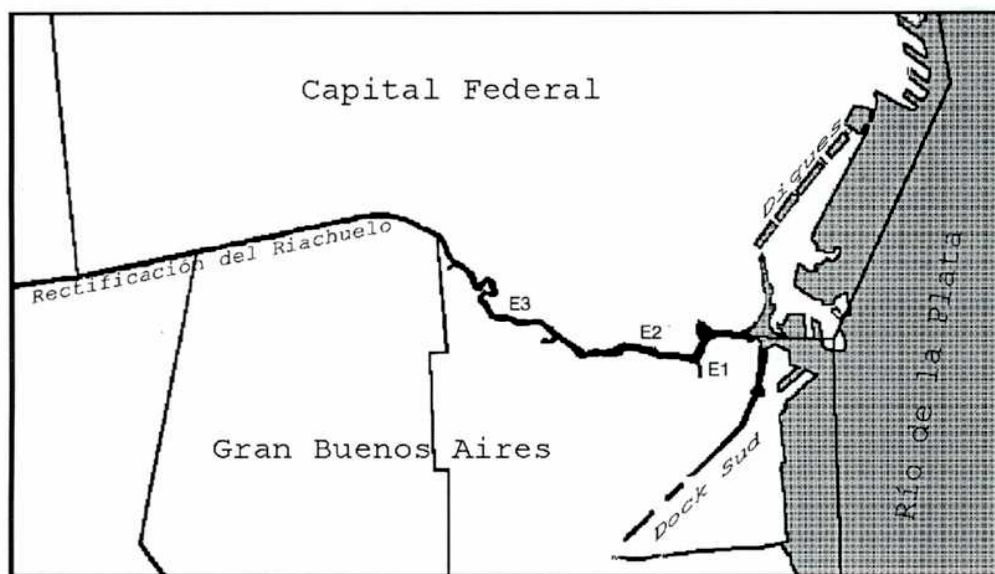 Capital Federal
Diques
Rectificación del Riachuelo
E3
E2
E1
Río de la Plata
Gran Buenos Aires
Dock Sud